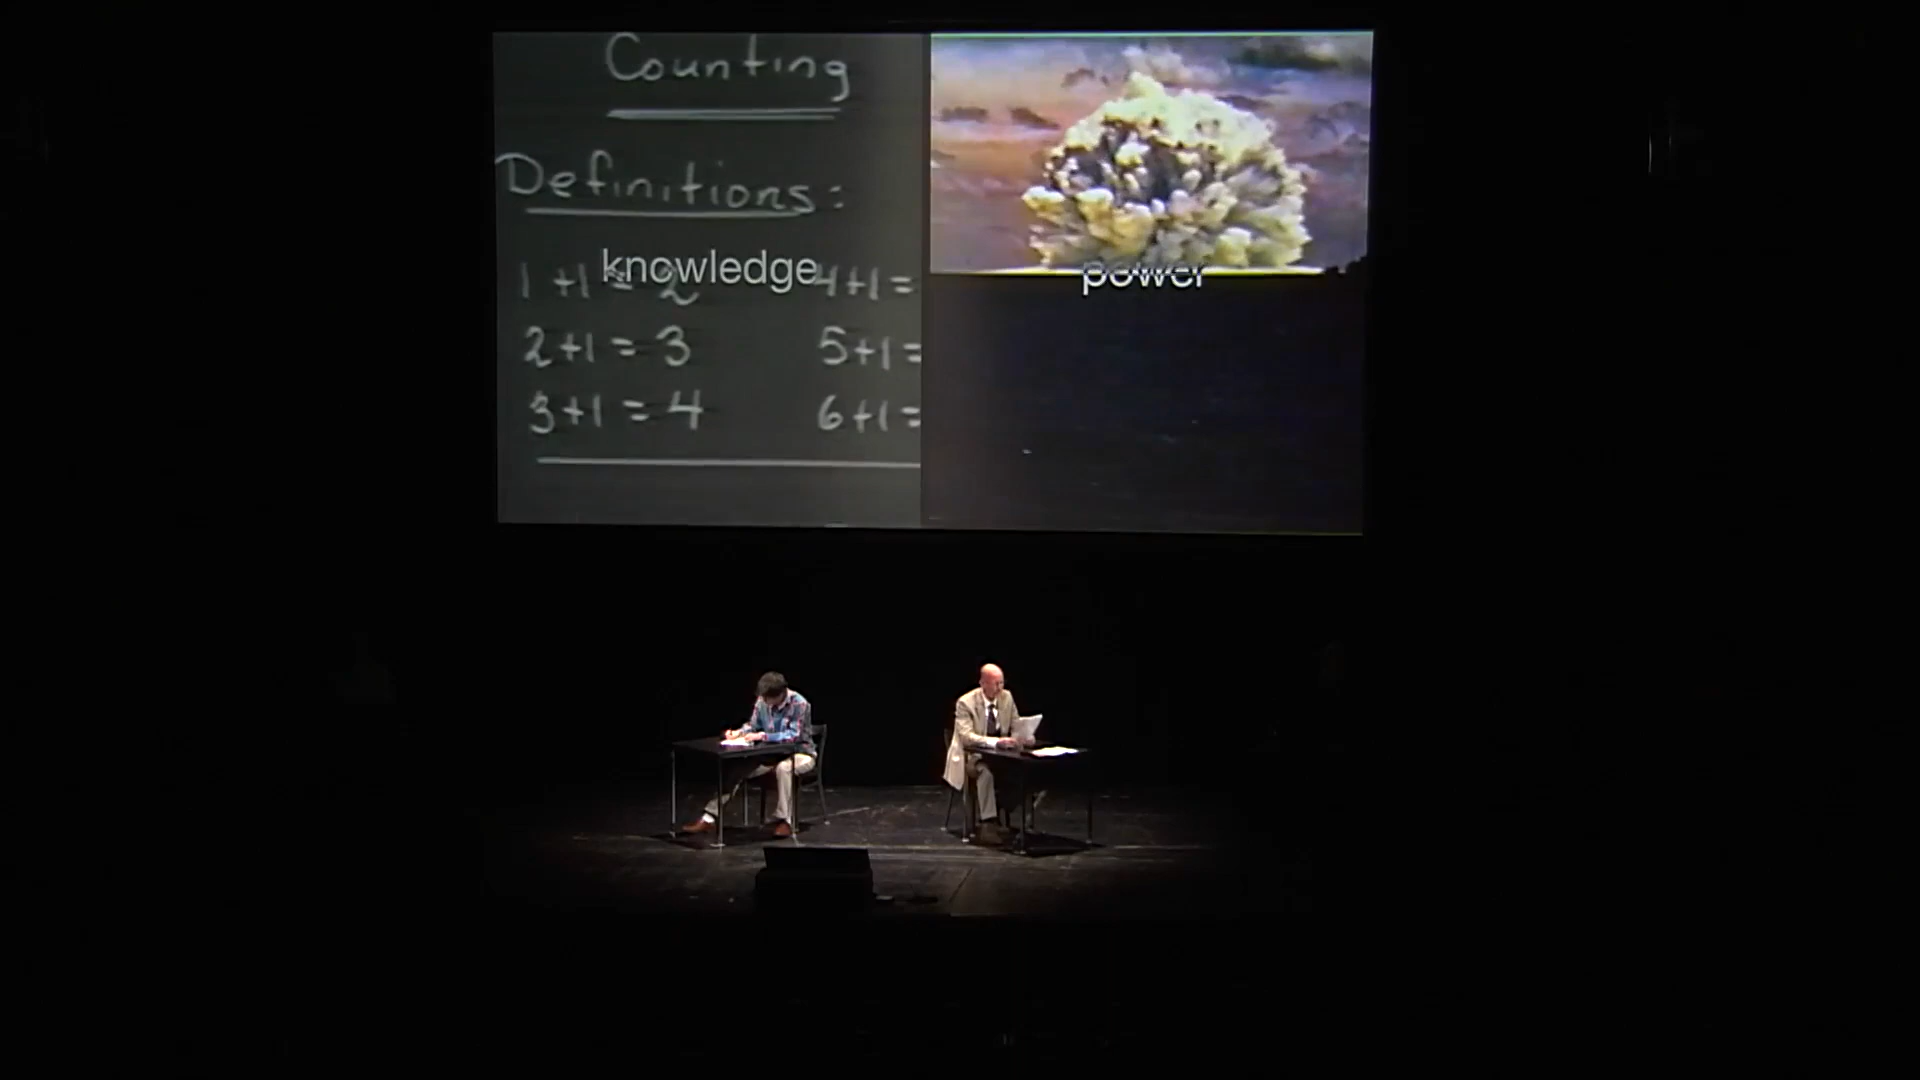 Counting
Definitions:
knowledge
power
1+1=2 4+1=
2+1=3 5+1=
3+1=4 6+1=